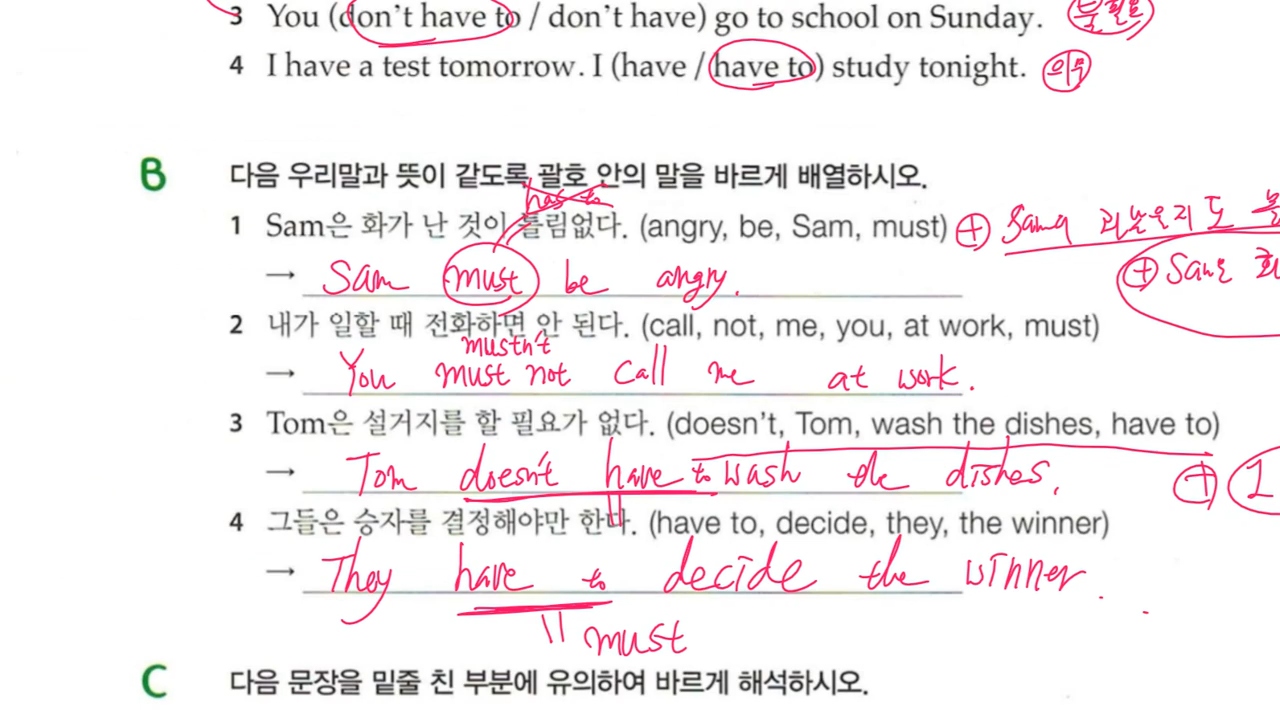 3 You (don't have to / don't have) go to school on Sunday. 불필요
4 I have a test tomorrow. I (have / have to) study tonight. 의무
B 다음 우리말과 뜻이 같도록 괄호 안의 말을 바르게 배열하시오.
has to
1 Sam은 화가 난 것이 틀림없다. (angry, be, Sam, must)
→ Sam must be angry.
2 내가 일할 때 전화하면 안 된다. (call, not, me, you, at work, must)
mustn't
→ You must not call me at work.
3 Tom은 설거지를 할 필요가 없다. (doesn't, Tom, wash the dishes, have to)
→ Tom doesn't have to wash the dishes.
4 그들은 승자를 결정해야만 한다. (have to, decide, they, the winner)
→ They have to decide the winner.
must
C 다음 문장을 밑줄 친 부분에 유의하여 바르게 해석하시오.